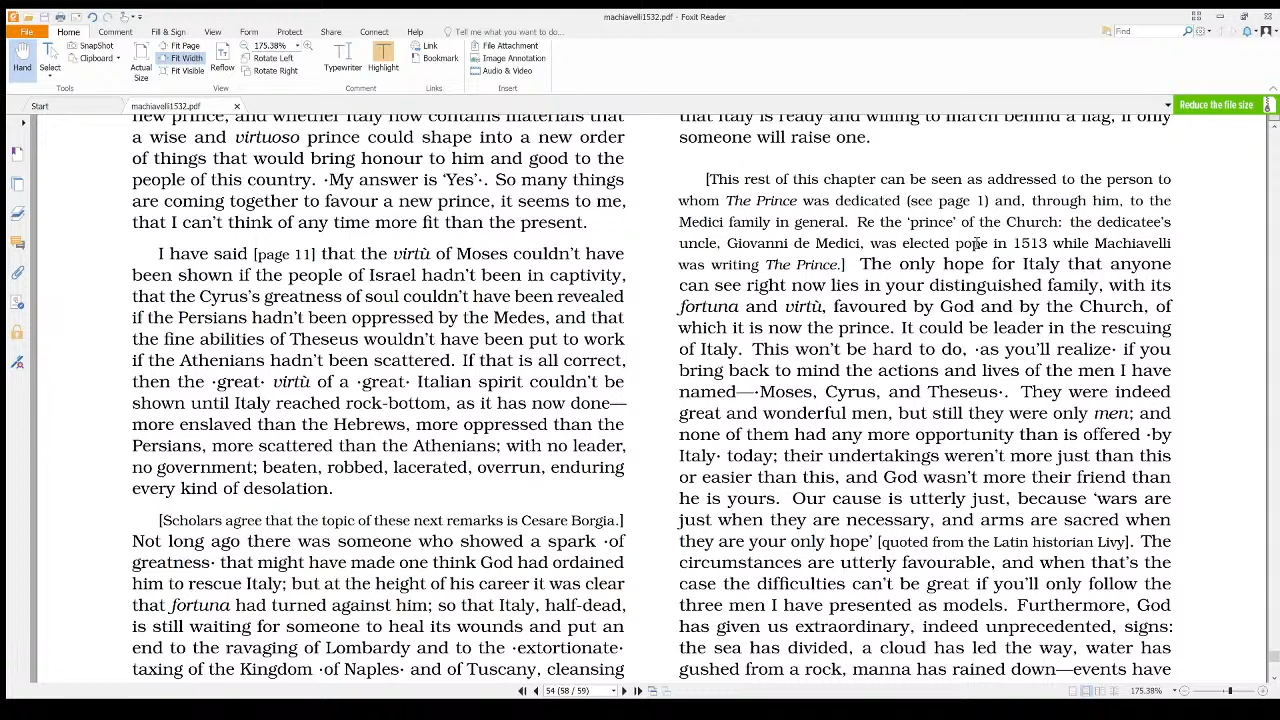 machiavelli1532.pdf - Foxit Reader
File Home Comment Fill & Sign View Form Protect Share Connect Help Tell me what you want to do... Find
Hand
Select
SnapShot
Clipboard
Tools
Actual Size
Fit Page
Fit Width
Fit Visible
Reflow
175.38%
Rotate Left
Rotate Right
View
Typewriter
Highlight
Comment
Link
Bookmark
Links
File Attachment
Image Annotation
Audio & Video
Insert
Start
machiavelli1532.pdf
Reduce the file size
new prince, and whether Italy now contains materials that
a wise and virtuoso prince could shape into a new order
of things that would bring honour to him and good to the
people of this country. ·My answer is ‘Yes’·. So many things
are coming together to favour a new prince, it seems to me,
that I can't think of any time more fit than the present.
I have said [page 11] that the virtù of Moses couldn't have
been shown if the people of Israel hadn't been in captivity,
that the Cyrus's greatness of soul couldn't have been revealed
if the Persians hadn't been oppressed by the Medes, and that
the fine abilities of Theseus wouldn't have been put to work
if the Athenians hadn't been scattered. If that is all correct,
then the ·great· virtù of a ·great· Italian spirit couldn't be
shown until Italy reached rock-bottom, as it has now done—
more enslaved than the Hebrews, more oppressed than the
Persians, more scattered than the Athenians; with no leader,
no government; beaten, robbed, lacerated, overrun, enduring
every kind of desolation.
[Scholars agree that the topic of these next remarks is Cesare Borgia.]
Not long ago there was someone who showed a spark ·of
greatness· that might have made one think God had ordained
him to rescue Italy; but at the height of his career it was clear
that fortuna had turned against him; so that Italy, half-dead,
is still waiting for someone to heal its wounds and put an
end to the ravaging of Lombardy and to the ·extortionate·
taxing of the Kingdom ·of Naples· and of Tuscany, cleansing
that Italy is ready and willing to march behind a flag, if only
someone will raise one.
[This rest of this chapter can be seen as addressed to the person to
whom The Prince was dedicated (see page 1) and, through him, to the
Medici family in general. Re the ‘prince’ of the Church: the dedicatee's
uncle, Giovanni de Medici, was elected pope in 1513 while Machiavelli
was writing The Prince.] The only hope for Italy that anyone
can see right now lies in your distinguished family, with its
fortuna and virtù, favoured by God and by the Church, of
which it is now the prince. It could be leader in the rescuing
of Italy. This won't be hard to do, ·as you'll realize· if you
bring back to mind the actions and lives of the men I have
named—·Moses, Cyrus, and Theseus·. They were indeed
great and wonderful men, but still they were only men; and
none of them had any more opportunity than is offered ·by
Italy· today; their undertakings weren't more just than this
or easier than this, and God wasn't more their friend than
he is yours. Our cause is utterly just, because ‘wars are
just when they are necessary, and arms are sacred when
they are your only hope’ [quoted from the Latin historian Livy]. The
circumstances are utterly favourable, and when that's the
case the difficulties can't be great if you'll only follow the
three men I have presented as models. Furthermore, God
has given us extraordinary, indeed unprecedented, signs:
the sea has divided, a cloud has led the way, water has
gushed from a rock, manna has rained down—events have
54 (58 / 59)
175.38%